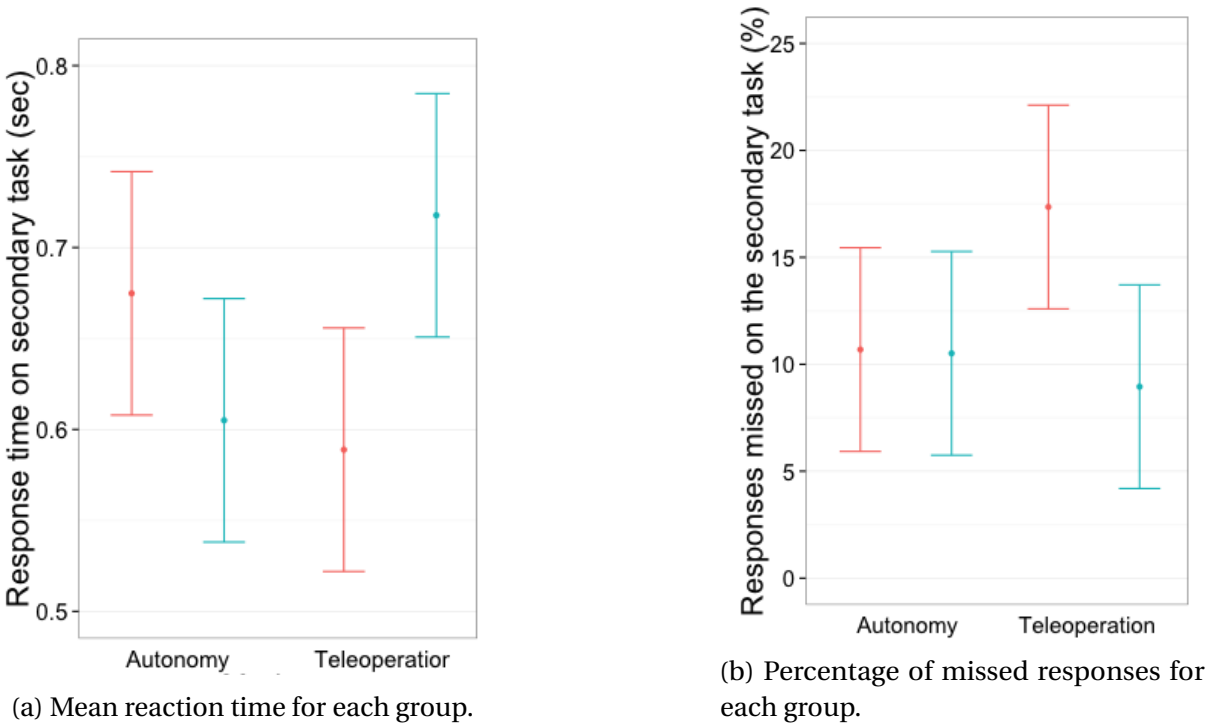 Response time on secondary task (sec)
0.8
0.7
0.6
0.5
Autonomy Teleoperatior
(a) Mean reaction time for each group.
Responses missed on the secondary task (%)
25
20
15
10
5
0
Autonomy Teleoperation
(b) Percentage of missed responses for
each group.